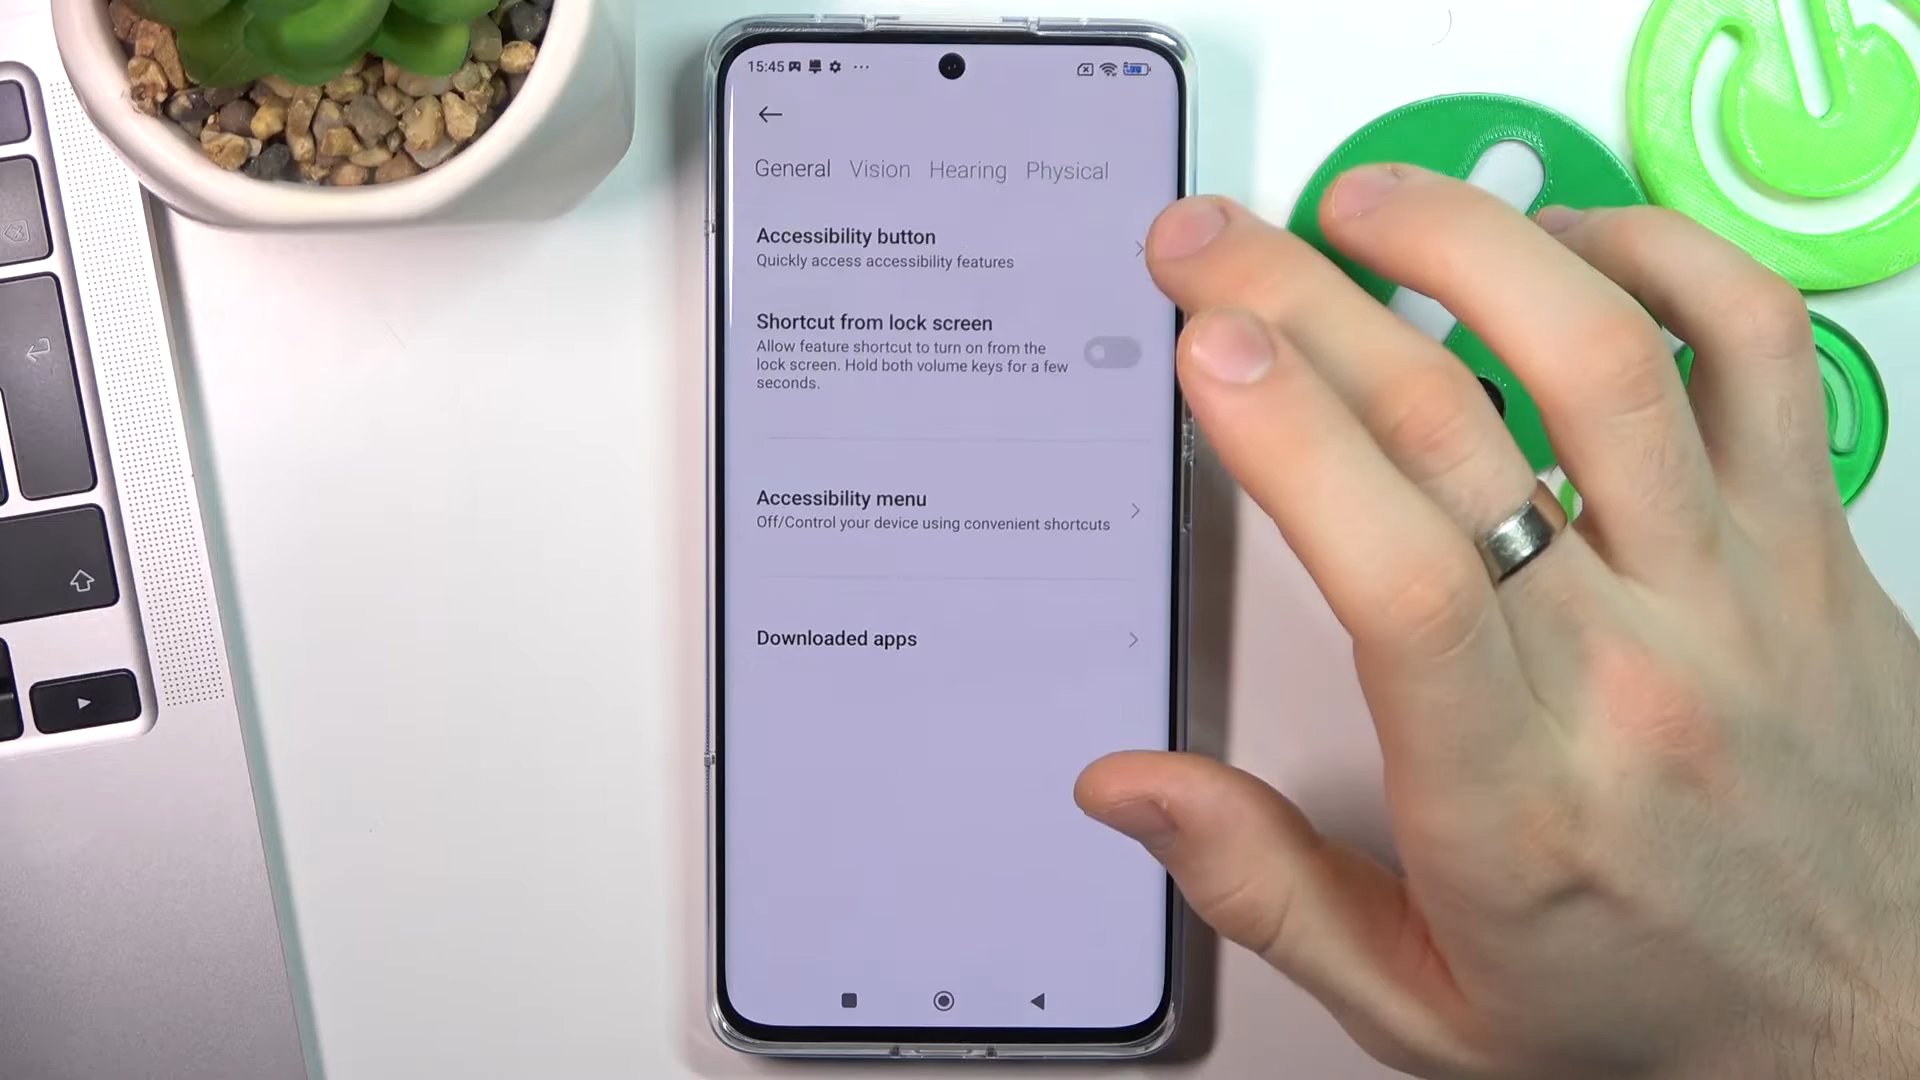 15:45
General Vision Hearing Physical
Accessibility button
Quickly access accessibility features
Shortcut from lock screen
Allow feature shortcut to turn on from the
lock screen. Hold both volume keys for a few
seconds.
Accessibility menu
Off/Control your device using convenient shortcuts
Downloaded apps